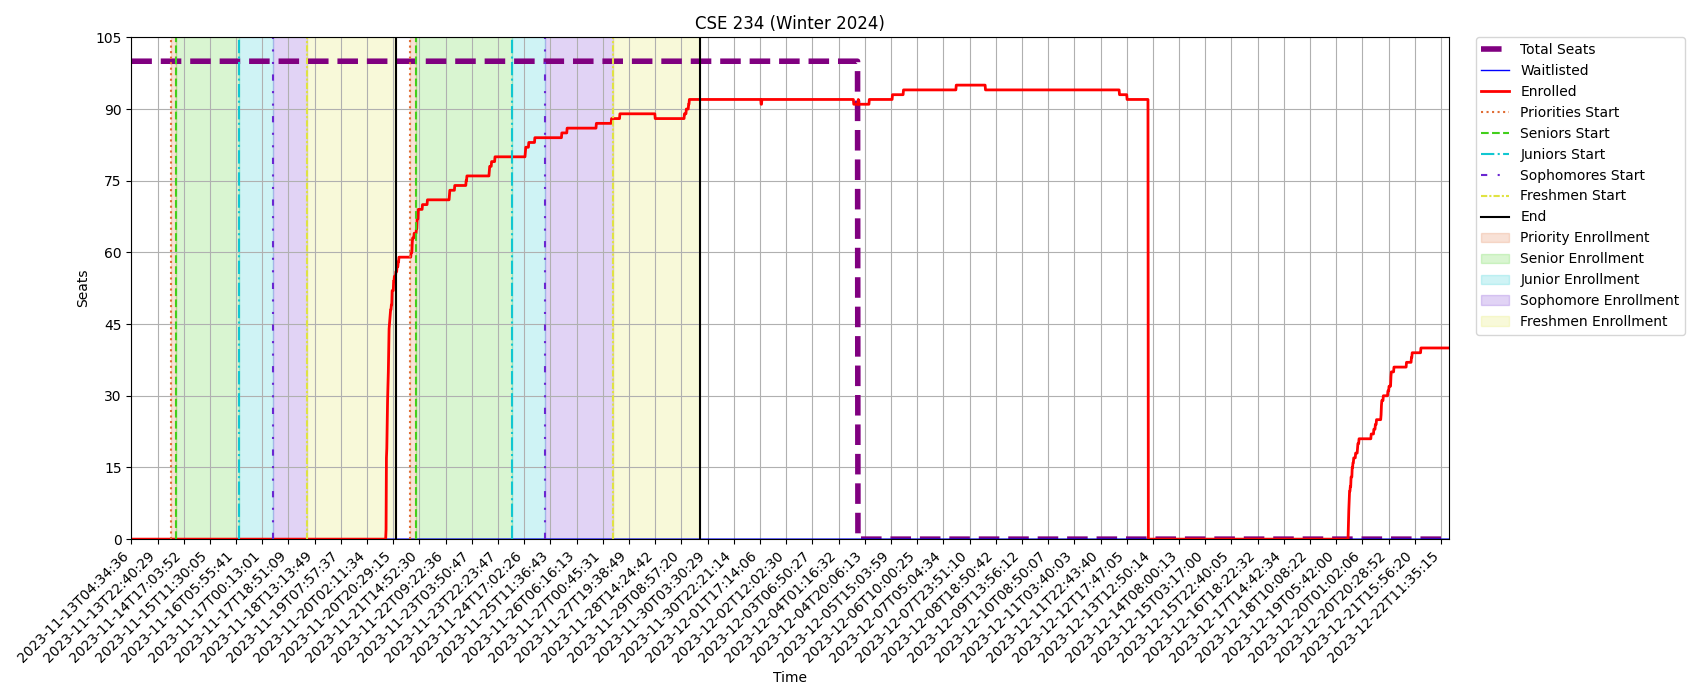 CSE 234 (Winter 2024)
105
90
75
60
45
30
15
0
Seats
2023-11-13T04:34:36
2023-11-13T22:40:29
2023-11-14T17:03:52
2023-11-15T11:30:05
2023-11-16T05:55:41
2023-11-17T00:13:01
2023-11-17T18:51:09
2023-11-18T13:13:49
2023-11-19T07:57:37
2023-11-20T02:11:34
2023-11-20T20:29:15
2023-11-21T14:52:30
2023-11-22T09:22:36
2023-11-23T03:50:47
2023-11-23T22:23:47
2023-11-24T17:02:26
2023-11-25T11:36:43
2023-11-26T06:16:13
2023-11-27T00:45:31
2023-11-27T19:38:49
2023-11-28T14:24:42
2023-11-29T08:57:20
2023-11-30T03:30:29
2023-11-30T22:21:14
2023-12-01T17:14:06
2023-12-02T12:02:30
2023-12-03T06:50:27
2023-12-04T01:16:32
2023-12-04T20:06:13
2023-12-05T15:03:59
2023-12-06T10:00:25
2023-12-07T05:04:34
2023-12-07T23:51:10
2023-12-08T18:50:42
2023-12-09T13:56:12
2023-12-10T08:50:07
2023-12-11T03:40:03
2023-12-11T22:43:40
2023-12-12T17:47:05
2023-12-13T12:50:14
2023-12-14T08:00:13
2023-12-15T03:17:00
2023-12-15T22:40:05
2023-12-16T18:22:32
2023-12-17T14:42:34
2023-12-18T10:08:22
2023-12-19T05:42:00
2023-12-20T01:02:06
2023-12-20T20:28:52
2023-12-21T15:56:20
2023-12-22T11:35:15
Time
Total Seats
Waitlisted
Enrolled
Priorities Start
Seniors Start
Juniors Start
Sophomores Start
Freshmen Start
End
Priority Enrollment
Senior Enrollment
Junior Enrollment
Sophomore Enrollment
Freshmen Enrollment